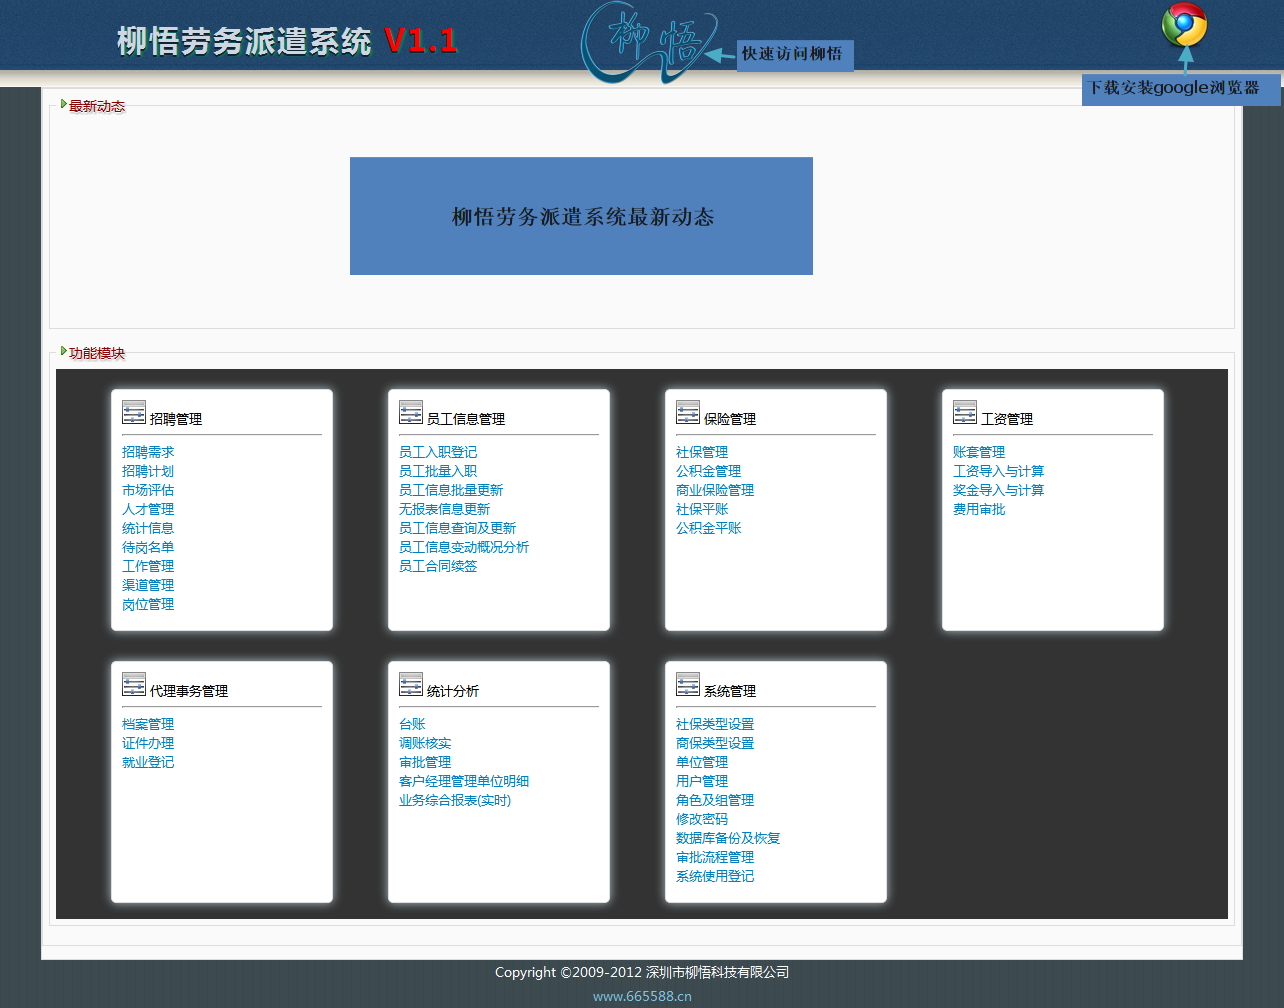 柳悟劳务派遣系统 V1.1
柳悟
快速访问柳悟
下载安装google浏览器
最新动态
柳悟劳务派遣系统最新动态
功能模块
招聘管理
招聘需求
招聘计划
市场评估
人才管理
统计信息
待岗名单
工作管理
渠道管理
岗位管理
员工信息管理
员工入职登记
员工批量入职
员工信息批量更新
无报表信息更新
员工信息查询及更新
员工信息变动概况分析
员工合同续签
保险管理
社保管理
公积金管理
商业保险管理
社保平账
公积金平账
工资管理
账套管理
工资导入与计算
奖金导入与计算
费用审批
代理事务管理
档案管理
证件办理
就业登记
统计分析
台账
调账核实
审批管理
客户经理管理单位明细
业务综合报表(实时)
系统管理
社保类型设置
商保类型设置
单位管理
用户管理
角色及组管理
修改密码
数据库备份及恢复
审批流程管理
系统使用登记
Copyright ©2009-2012 深圳市柳悟科技有限公司
www.665588.cn